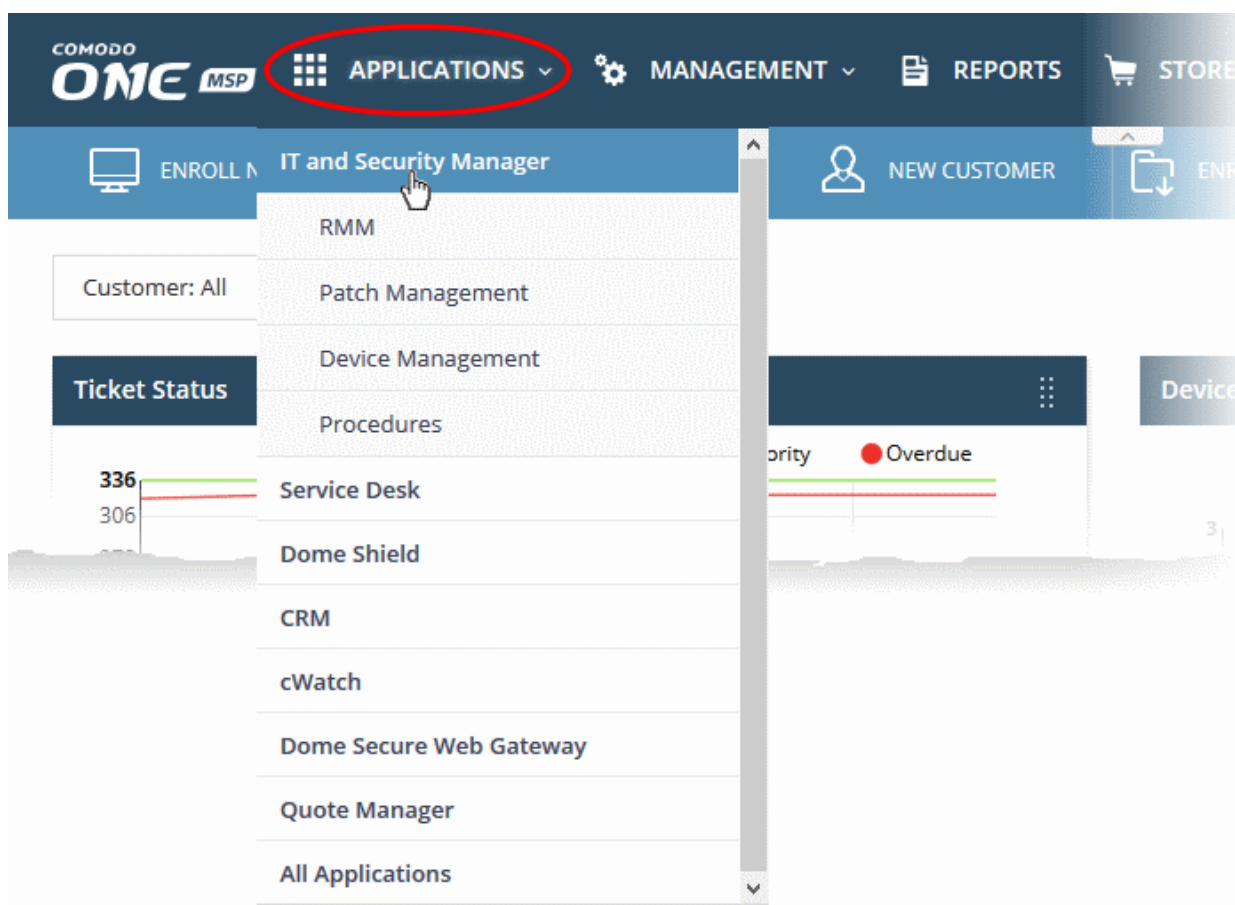 COMODO
ONE MSP
APPLICATIONS
MANAGEMENT
REPORTS
STORE
ENROLL
IT and Security Manager
NEW CUSTOMER
RMM
Customer: All
Patch Management
Device Management
Ticket Status
Device
Procedures
Overdue
336
306
Service Desk
3
Dome Shield
CRM
cWatch
Dome Secure Web Gateway
Quote Manager
All Applications